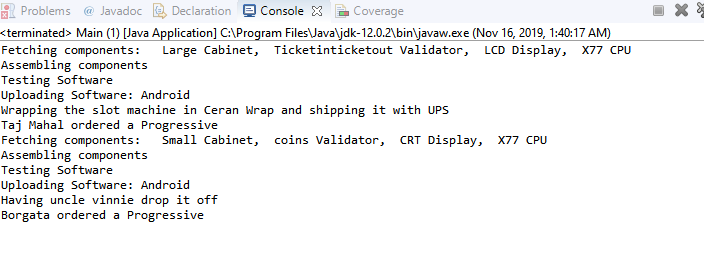 Problems @ Javadoc Declaration Console Coverage
<terminated> Main (1) [Java Application] C:\Program Files\Java\jdk-12.0.2\bin\javaw.exe (Nov 16, 2019, 1:40:17 AM)
Fetching components:   Large Cabinet,  Ticketinticketout Validator,  LCD Display,  X77 CPU
Assembling components
Testing Software
Uploading Software: Android
Wrapping the slot machine in Ceran Wrap and shipping it with UPS
Taj Mahal ordered a Progressive
Fetching components:   Small Cabinet,  coins Validator,  CRT Display,  X77 CPU
Assembling components
Testing Software
Uploading Software: Android
Having uncle vinnie drop it off
Borgata ordered a Progressive